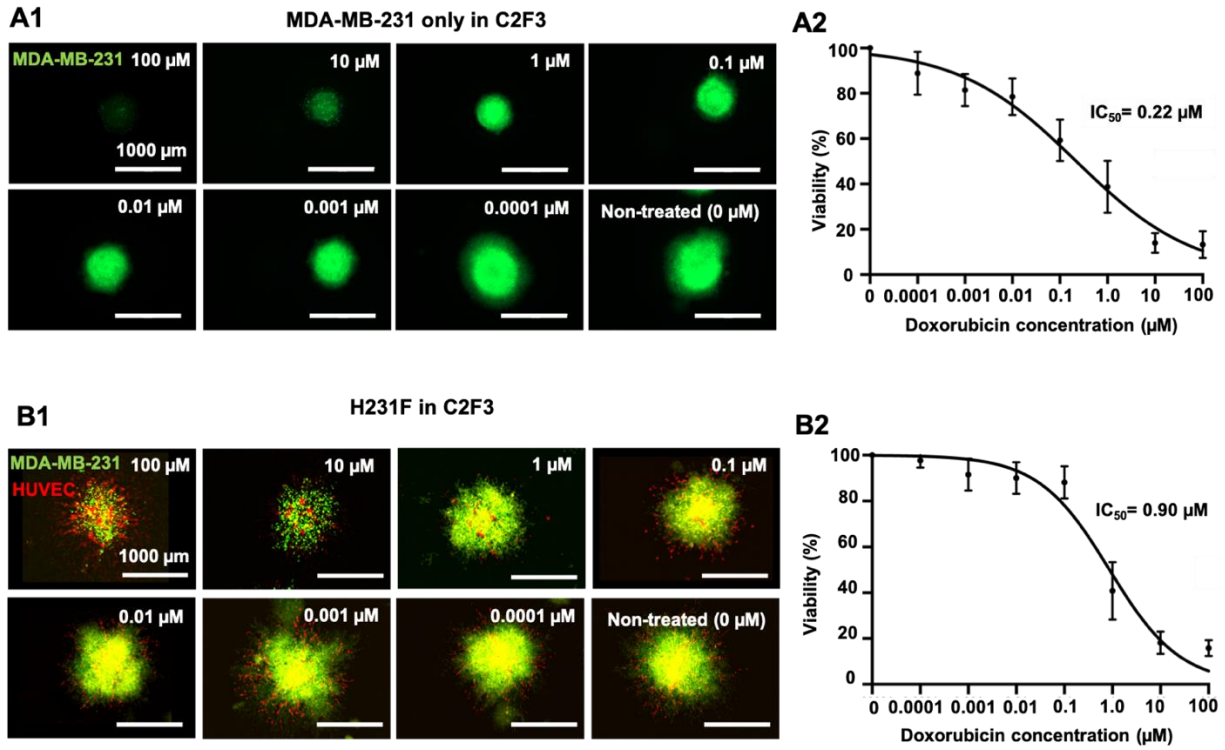 A1
MDA-MB-231 only in C2F3
MDA-MB-231 100 µM
10 µM
1 µM
0.1 µM
1000 µm
0.01 µM
0.001 µM
0.0001 µM
Non-treated (0 µM)
A2
100
80
60
40
20
0
Viability (%)
IC₅₀= 0.22 µM
0 0.0001 0.001 0.01 0.1 1.0 10 100
Doxorubicin concentration (µM)
B1
H231F in C2F3
MDA-MB-231 100 µM
HUVEC
10 µM
1 µM
0.1 µM
1000 µm
0.01 µM
0.001 µM
0.0001 µM
Non-treated (0 µM)
B2
100
80
60
40
20
0
Viability (%)
IC₅₀= 0.90 µM
0 0.0001 0.001 0.01 0.1 1.0 10 100
Doxorubicin concentration (µM)